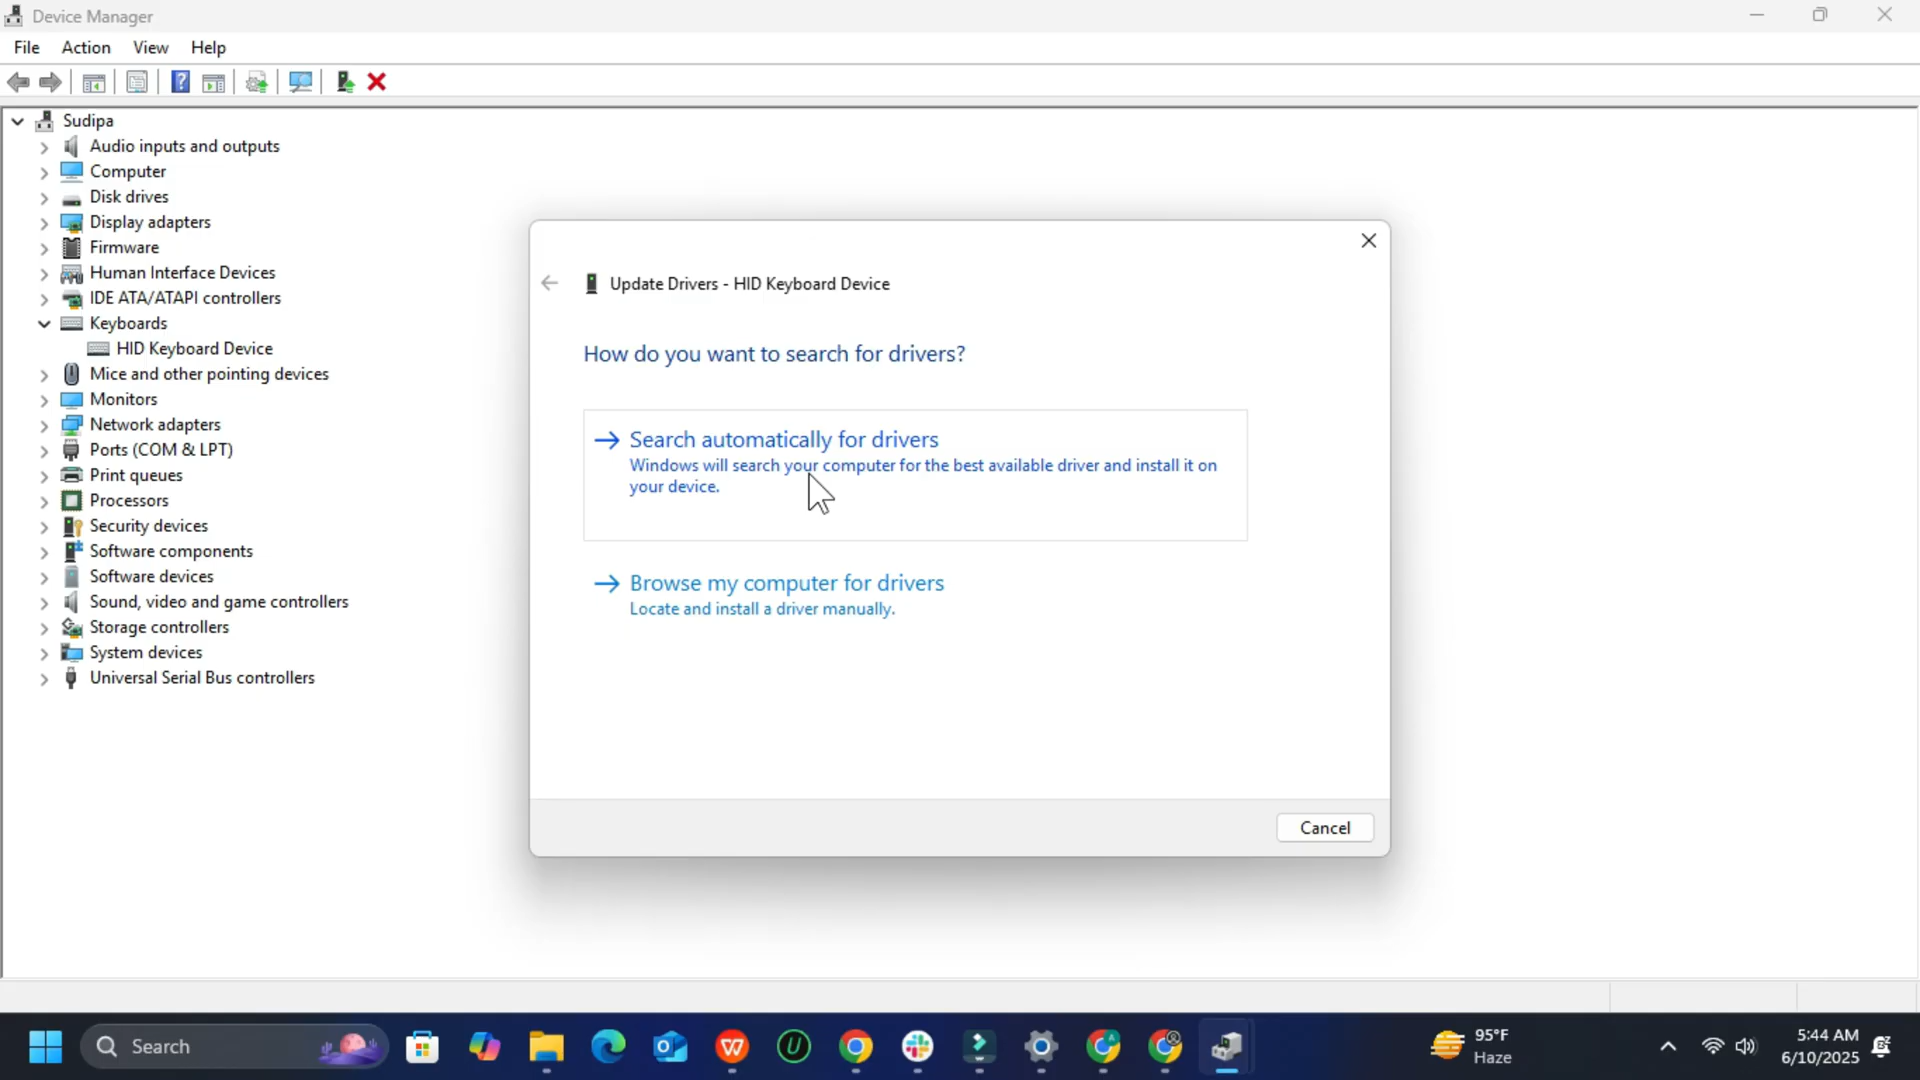 Device Manager
File Action View Help
Sudipa
Audio inputs and outputs
Computer
Disk drives
Display adapters
Firmware
Human Interface Devices
IDE ATA/ATAPI controllers
Keyboards
HID Keyboard Device
Mice and other pointing devices
Monitors
Network adapters
Ports (COM & LPT)
Print queues
Processors
Security devices
Software components
Software devices
Sound, video and game controllers
Storage controllers
System devices
Universal Serial Bus controllers
Update Drivers - HID Keyboard Device
How do you want to search for drivers?
Search automatically for drivers
Windows will search your computer for the best available driver and install it on
your device.
Browse my computer for drivers
Locate and install a driver manually.
Cancel
Search
95°F
Haze
5:44 AM
6/10/2025